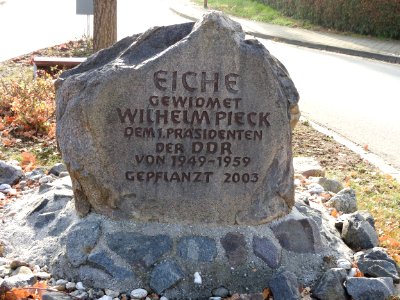 EICHE
GEWIDMET
WILHELM PIECK
DEM 1. PRÄSIDENTEN
DER DDR
VON 1949-1959
GEPFLANZT 2003